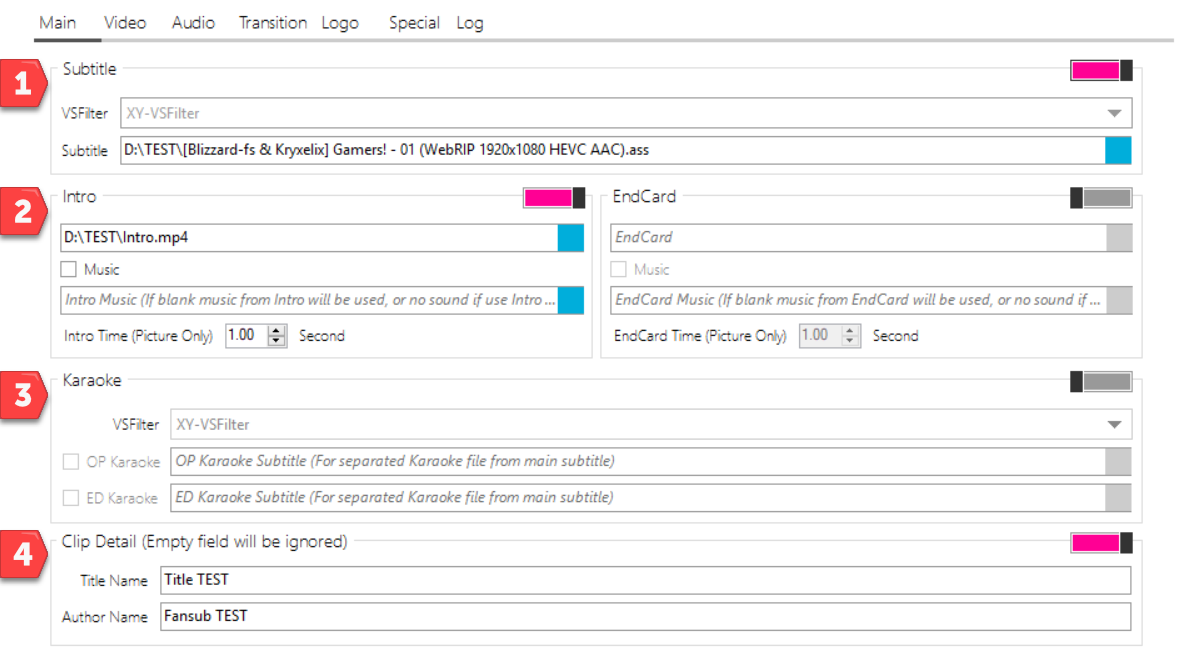 Main Video Audio Transition Logo Special Log
1 Subtitle
VSFilter XY-VSFilter
Subtitle D:\TEST\[Blizzard-fs & Kryxelix] Gamers! - 01 (WebRIP 1920x1080 HEVC AAC).ass
2 Intro EndCard
D:\TEST\Intro.mp4 EndCard
Music Music
Intro Music (If blank music from Intro will be used, or no sound if use Intro ... EndCard Music (If blank music from EndCard will be used, or no sound if ...
Intro Time (Picture Only) 1.00 Second EndCard Time (Picture Only) 1.00 Second
3 Karaoke
VSFilter XY-VSFilter
OP Karaoke OP Karaoke Subtitle (For separated Karaoke file from main subtitle)
ED Karaoke ED Karaoke Subtitle (For separated Karaoke file from main subtitle)
4 Clip Detail (Empty field will be ignored)
Title Name Title TEST
Author Name Fansub TEST